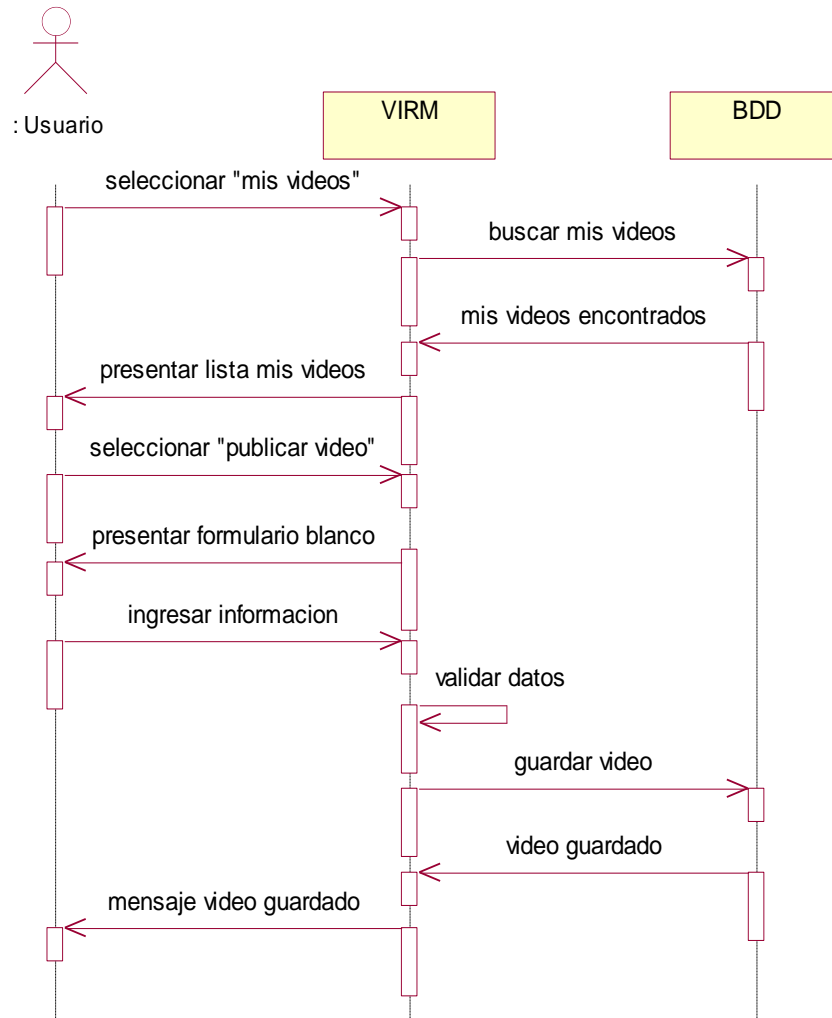 : Usuario
VIRM
BDD
seleccionar "mis videos"
buscar mis videos
mis videos encontrados
presentar lista mis videos
seleccionar "publicar video"
presentar formulario blanco
ingresar informacion
validar datos
guardar video
video guardado
mensaje video guardado